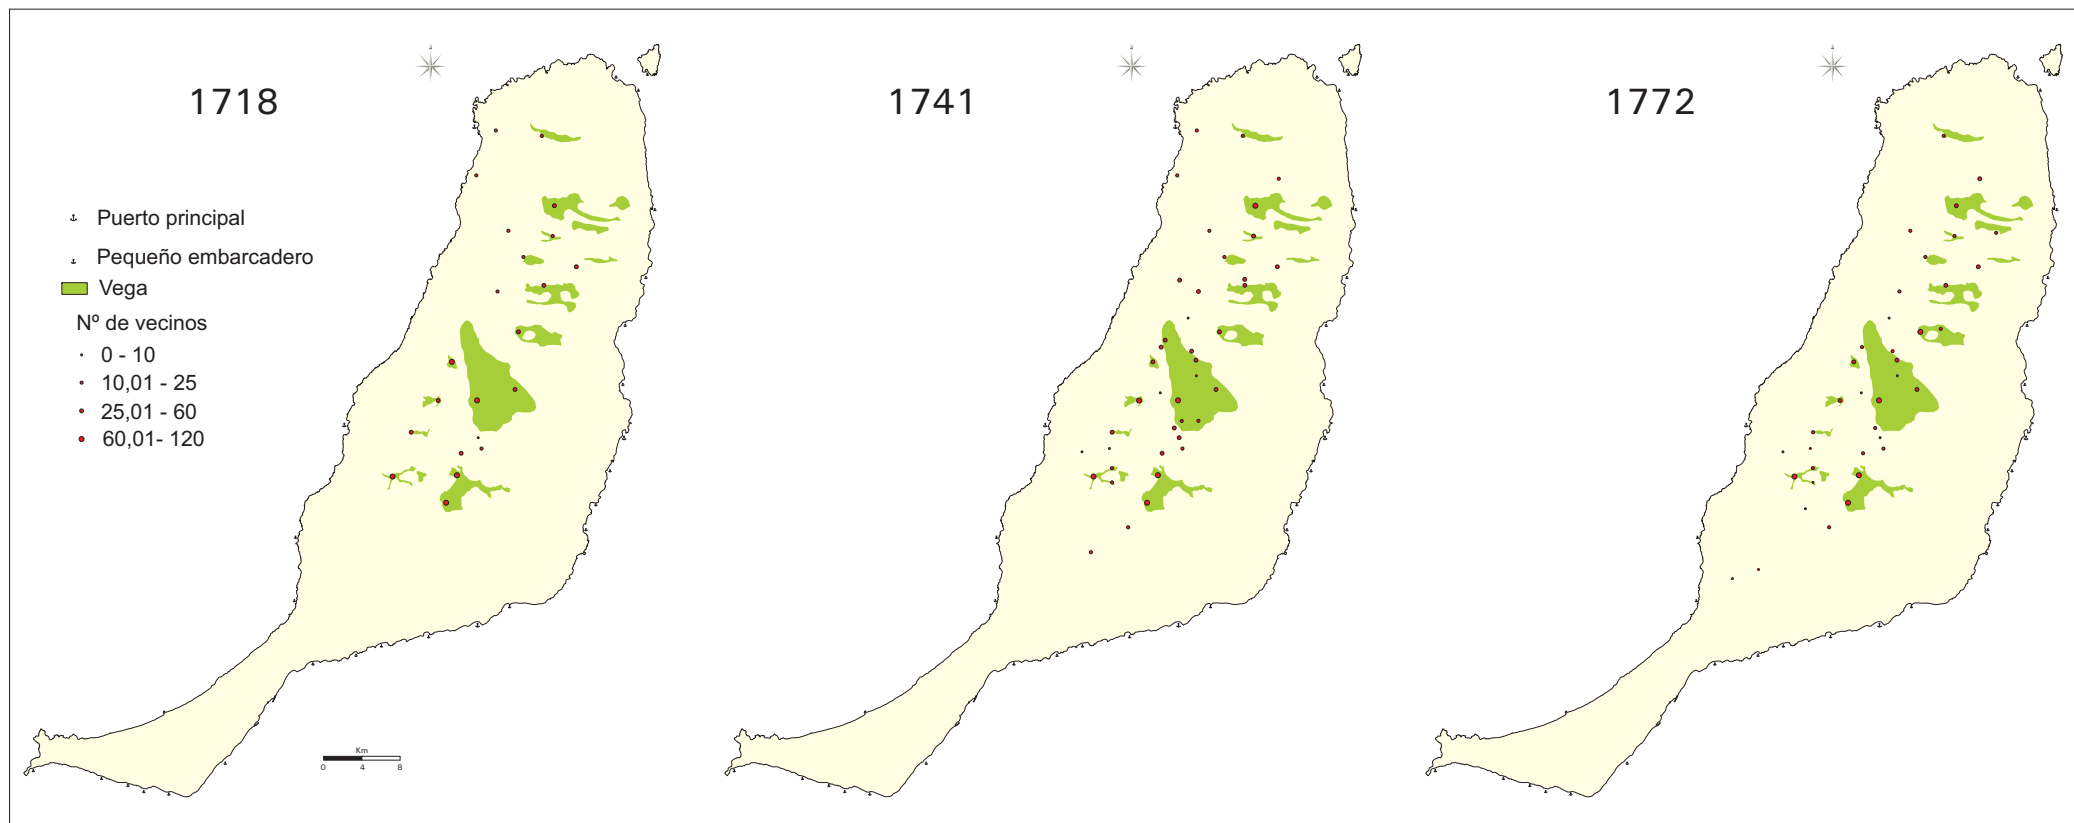 1718
1741
1772
Puerto principal
Pequeño embarcadero
Vega
Nº de vecinos
0 - 10
10,01 - 25
25,01 - 60
60,01- 120
Km
0 4 8